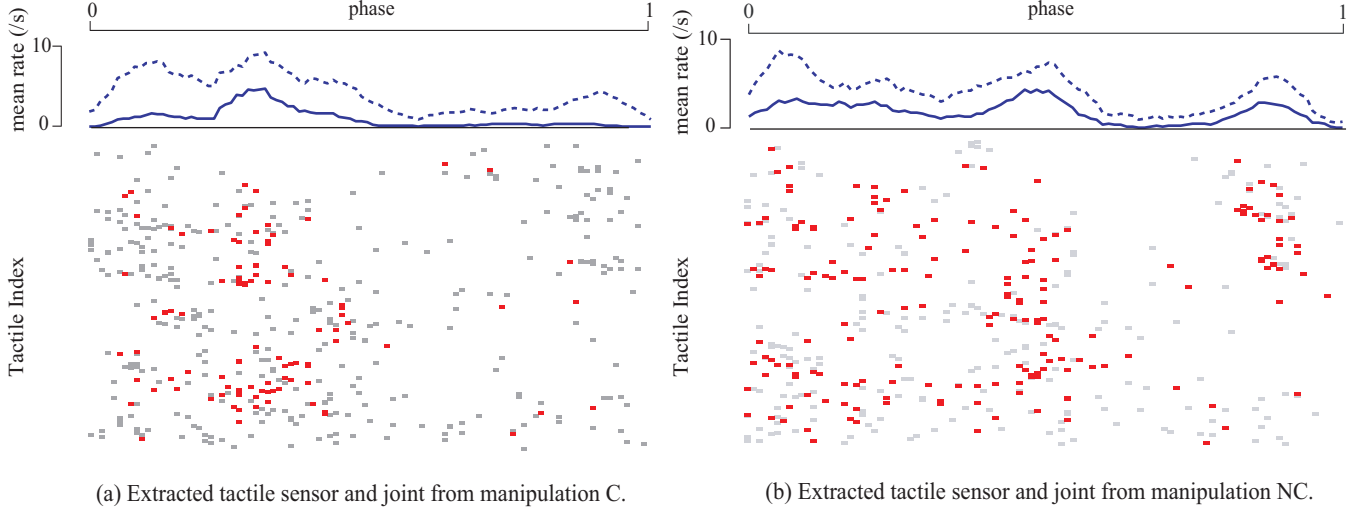 0 phase 1
10
mean rate (/s)
0
Tactile Index
(a) Extracted tactile sensor and joint from manipulation C.
0 phase 1
10
mean rate (/s)
0
Tactile Index
(b) Extracted tactile sensor and joint from manipulation NC.